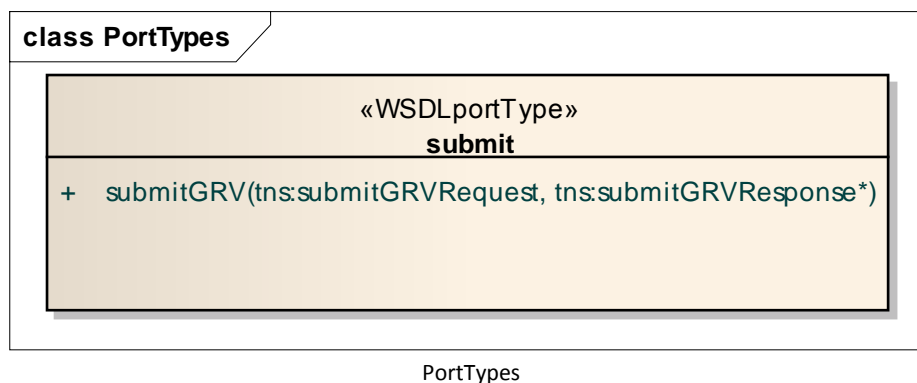 class PortTypes
«WSDLportType»
submit
+ submitGRV(tns:submitGRVRequest, tns:submitGRVResponse*)
PortTypes